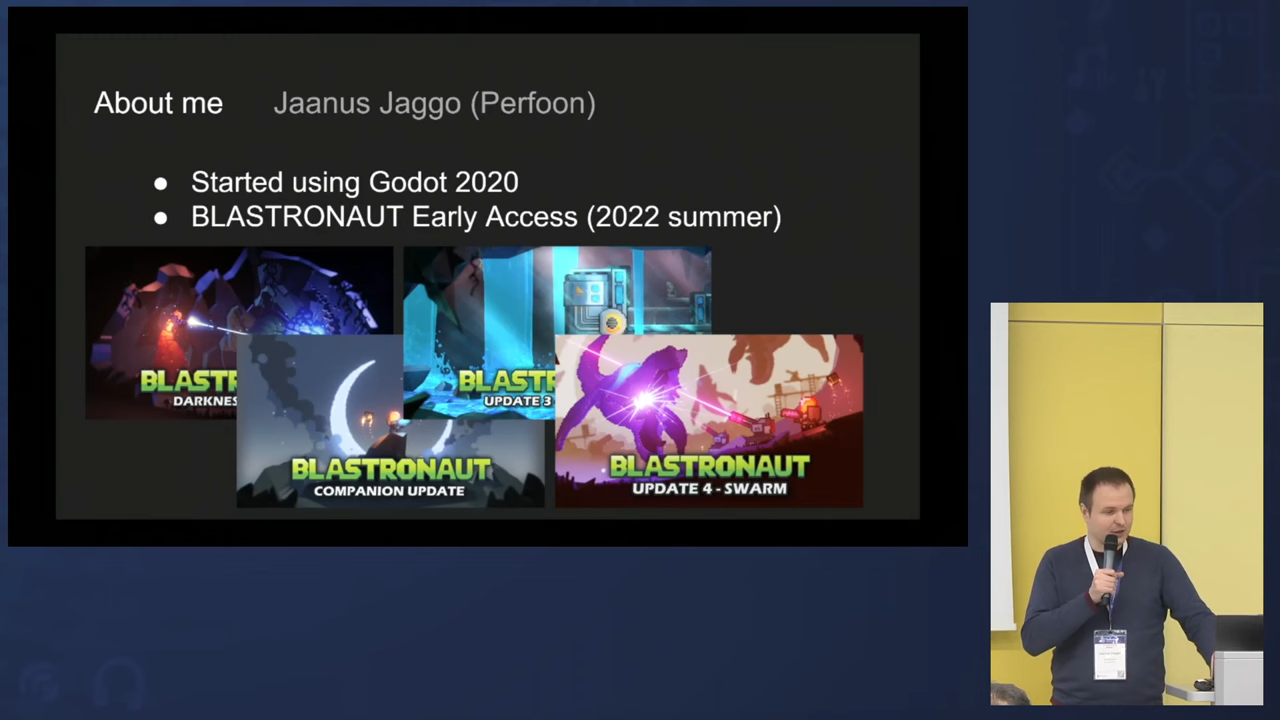 About me Jaanus Jaggo (Perfoon)
● Started using Godot 2020
● BLASTRONAUT Early Access (2022 summer)
BLASTRONAUT
COMPANION UPDATE
UPDATE 3
BLASTRONAUT
UPDATE 4 - SWARM